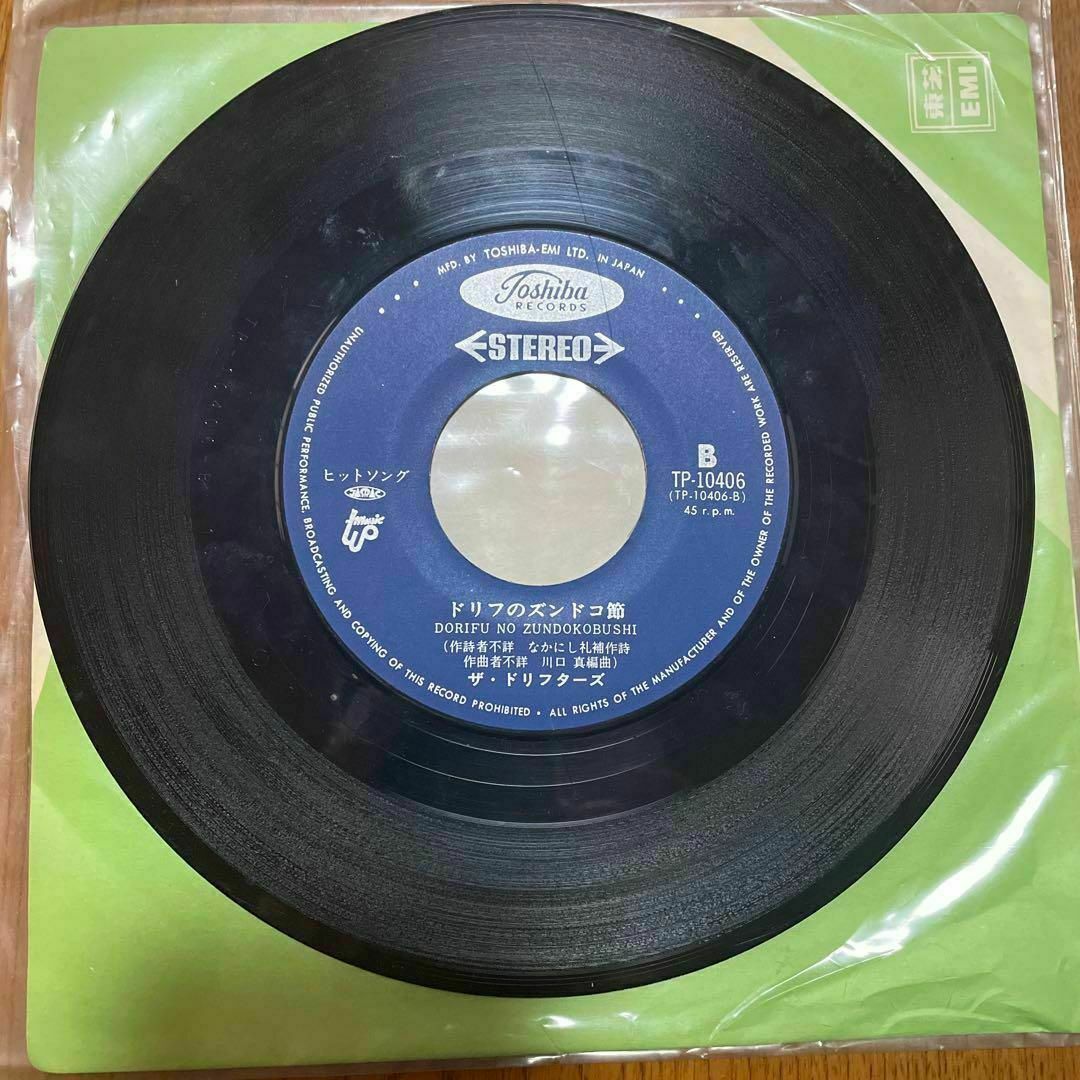 東芝
EMI
MFD. BY TOSHIBA-EMI LTD. IN JAPAN
Toshiba
RECORDS
STEREO
ヒットソング
JASRAC
Music
B
TP-10406
(TP-10406-B)
45 r.p.m.
ドリフのズンドコ節
DORIFU NO ZUNDOKOBUSHI
(作詩者不詳 なかにし礼補作詩
作曲者不詳 川口 真編曲)
ザ・ドリフターズ
UNAUTHORIZED PUBLIC PERFORMANCE, BROADCASTING AND COPYING OF THIS RECORD PROHIBITED • ALL RIGHTS OF THE MANUFACTURER AND OF THE OWNER OF THE RECORDED WORK ARE RESERVED